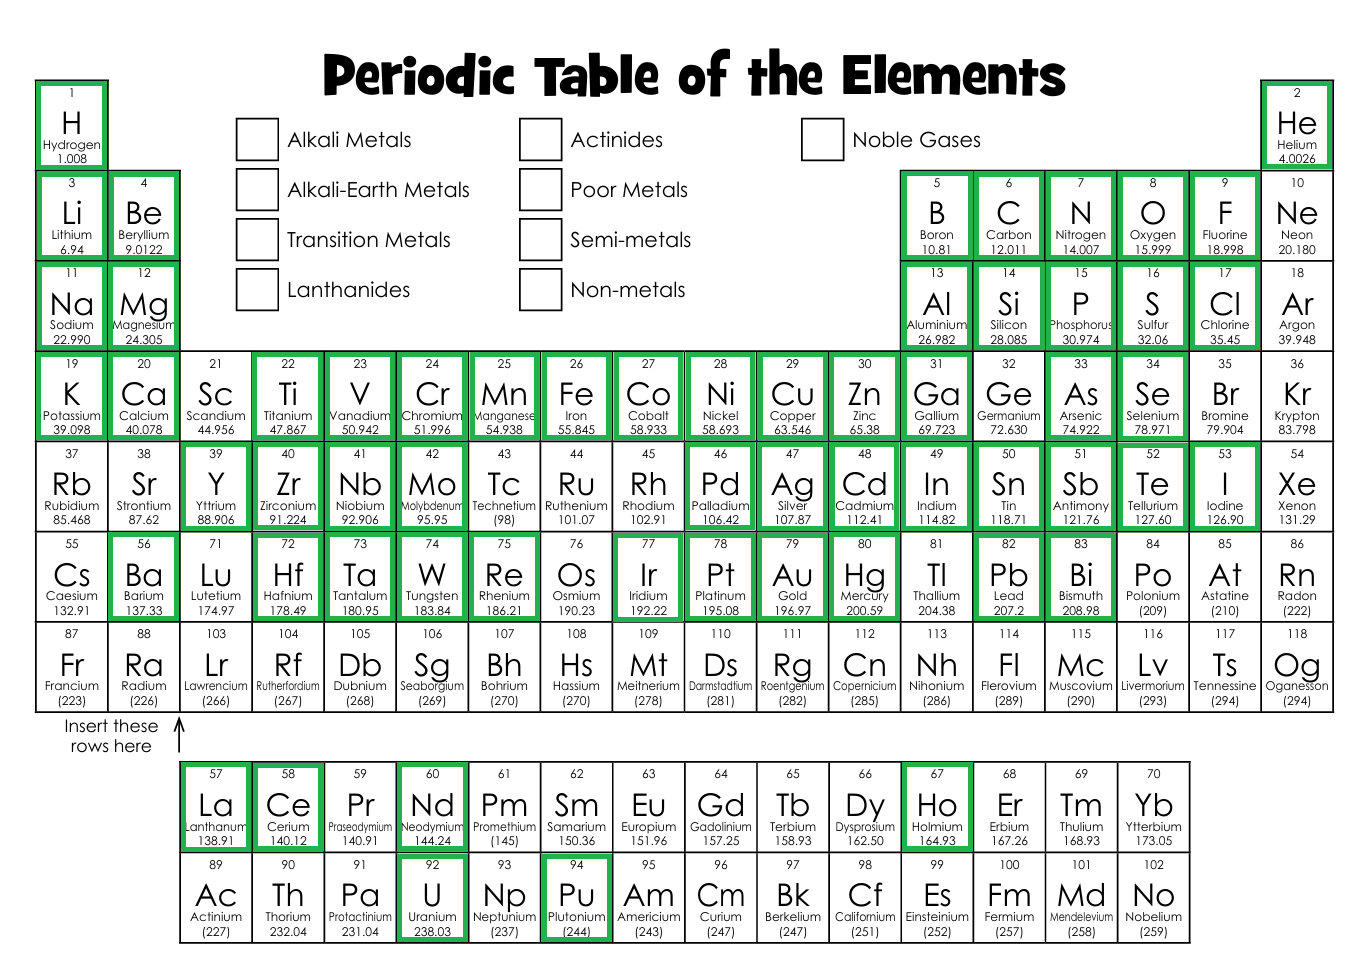 Periodic Table of the Elements
Alkali Metals
Alkali-Earth Metals
Transition Metals
Lanthanides
Actinides
Poor Metals
Semi-metals
Non-metals
Noble Gases
1 2
H He
Hydrogen Helium
1.008 4.0026
3 4 5 6 7 8 9 10
Li Be B C N O F Ne
Lithium Beryllium Boron Carbon Nitrogen Oxygen Fluorine Neon
6.94 9.0122 10.81 12.011 14.007 15.999 18.998 20.180
11 12 13 14 15 16 17 18
Na Mg Al Si P S Cl Ar
Sodium Magnesium Aluminium Silicon Phosphorus Sulfur Chlorine Argon
22.990 24.305 26.982 28.085 30.974 32.06 35.45 39.948
19 20 21 22 23 24 25 26 27 28 29 30 31 32 33 34 35 36
K Ca Sc Ti V Cr Mn Fe Co Ni Cu Zn Ga Ge As Se Br Kr
Potassium Calcium Scandium Titanium Vanadium Chromium Manganese Iron Cobalt Nickel Copper Zinc Gallium Germanium Arsenic Selenium Bromine Krypton
39.098 40.078 44.956 47.867 50.942 51.996 54.938 55.845 58.933 58.693 63.546 65.38 69.723 72.630 74.922 78.971 79.904 83.798
37 38 39 40 41 42 43 44 45 46 47 48 49 50 51 52 53 54
Rb Sr Y Zr Nb Mo Tc Ru Rh Pd Ag Cd In Sn Sb Te I Xe
Rubidium Strontium Yttrium Zirconium Niobium Molybdenum Technetium Ruthenium Rhodium Palladium Silver Cadmium Indium Tin Antimony Tellurium Iodine Xenon
85.468 87.62 88.906 91.224 92.906 95.95 (98) 101.07 102.91 106.42 107.87 112.41 114.82 118.71 121.76 127.60 126.90 131.29
55 56 71 72 73 74 75 76 77 78 79 80 81 82 83 84 85 86
Cs Ba Lu Hf Ta W Re Os Ir Pt Au Hg Tl Pb Bi Po At Rn
Caesium Barium Lutetium Hafnium Tantalum Tungsten Rhenium Osmium Iridium Platinum Gold Mercury Thallium Lead Bismuth Polonium Astatine Radon
132.91 137.33 174.97 178.49 180.95 183.84 186.21 190.23 192.22 195.08 196.97 200.59 204.38 207.2 208.98 (209) (210) (222)
87 88 103 104 105 106 107 108 109 110 111 112 113 114 115 116 117 118
Fr Ra Lr Rf Db Sg Bh Hs Mt Ds Rg Cn Nh Fl Mc Lv Ts Og
Francium Radium Lawrencium Rutherfordium Dubnium Seaborgium Bohrium Hassium Meitnerium Darmstadtium Roentgenium Copernicium Nihonium Flerovium Muscovium Livermorium Tennessine Oganesson
(223) (226) (266) (267) (268) (269) (270) (270) (278) (281) (282) (285) (286) (289) (290) (293) (294) (294)
Insert these
rows here
57 58 59 60 61 62 63 64 65 66 67 68 69 70
La Ce Pr Nd Pm Sm Eu Gd Tb Dy Ho Er Tm Yb
Lanthanum Cerium Praseodymium Neodymium Promethium Samarium Europium Gadolinium Terbium Dysprosium Holmium Erbium Thulium Ytterbium
138.91 140.12 140.91 144.24 (145) 150.36 151.96 157.25 158.93 162.50 164.93 167.26 168.93 173.05
89 90 91 92 93 94 95 96 97 98 99 100 101 102
Ac Th Pa U Np Pu Am Cm Bk Cf Es Fm Md No
Actinium Thorium Protactinium Uranium Neptunium Plutonium Americium Curium Berkelium Californium Einsteinium Fermium Mendelevium Nobelium
(227) 232.04 231.04 238.03 (237) (244) (243) (247) (247) (251) (252) (257) (258) (259)